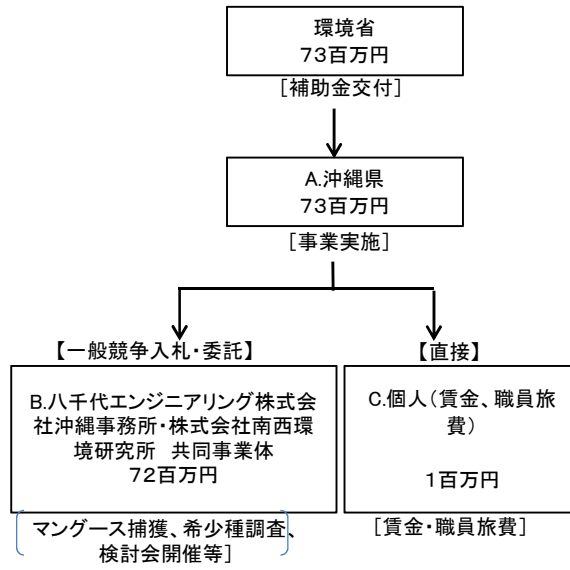 環境省
73百万円
[補助金交付]
A.沖縄県
73百万円
[事業実施]
【一般競争入札・委託】
B.八千代エンジニアリング株式会
社沖縄事務所・株式会社南西環
境研究所 共同事業体
72百万円
マングース捕獲、希少種調査、
検討会開催等]
【直接】
C.個人(賃金、職員旅
費)
1百万円
[賃金・職員旅費]